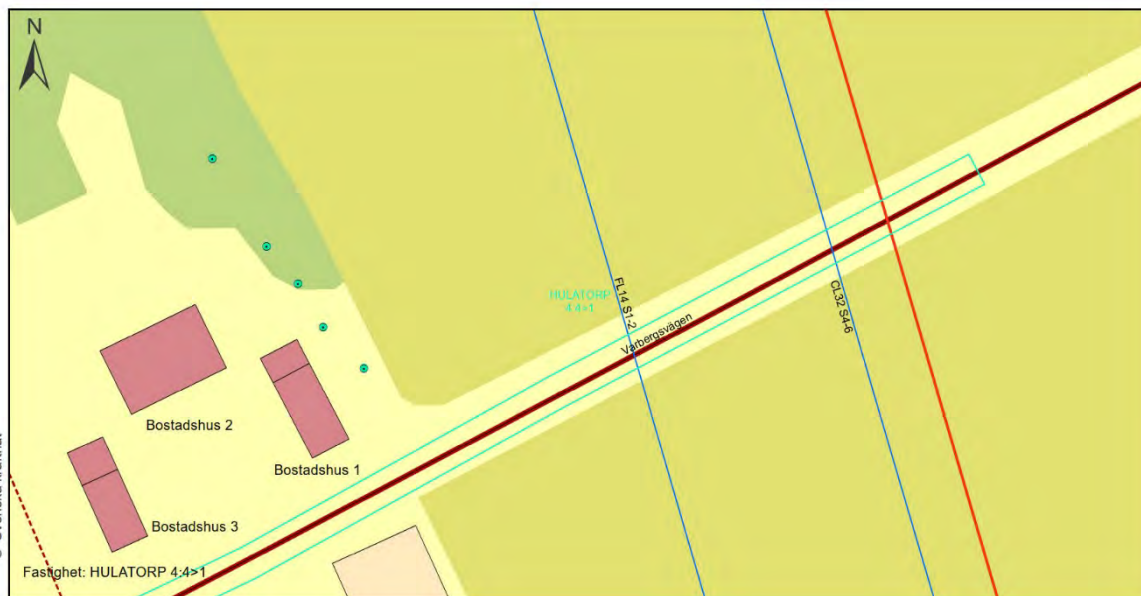 N
HULATORP
4:4>1
FL14 S1-2
Varbergsvägen
CL32 S4-6
Bostadshus 2
Bostadshus 1
Bostadshus 3
Fastighet: HULATORP 4:4>1